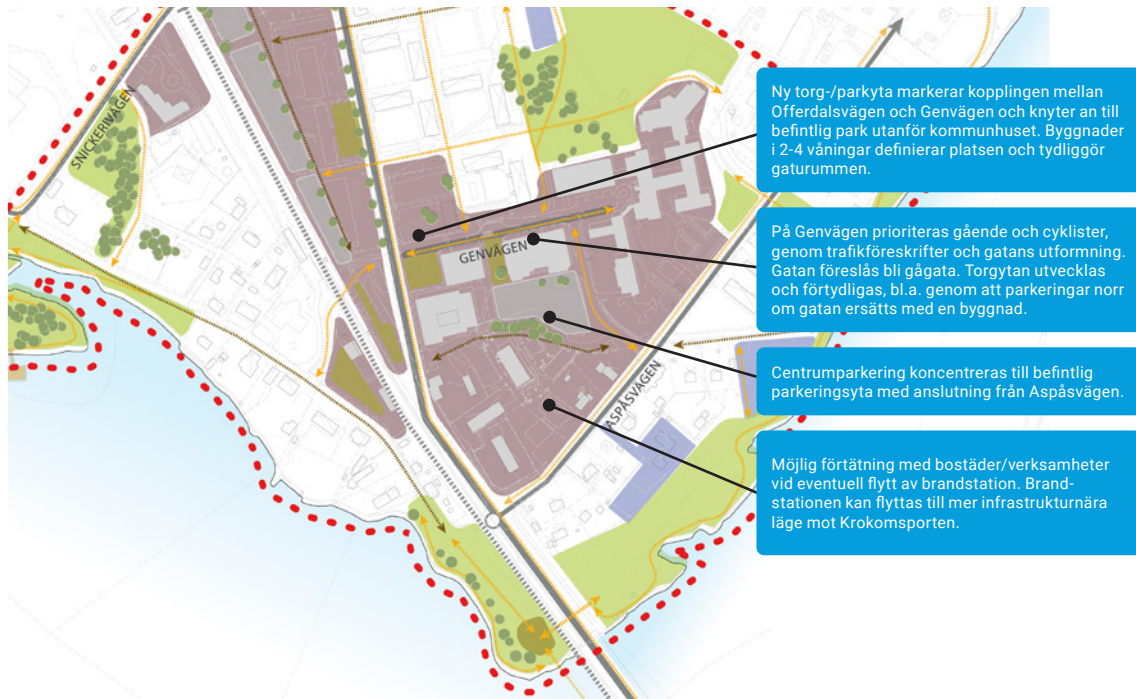 Ny torg-/parkyta markerar kopplingen mellan
Offerdalsvägen och Genvägen och knyter an till
befintlig park utanför kommunhuset. Byggnader
i 2-4 våningar definierar platsen och tydliggör
gaturummen.
På Genvägen prioriteras gående och cyklister,
genom trafikföreskrifter och gatans utformning.
Gatan föreslås bli gågata. Torgytan utvecklas
och förtydligas, bl.a. genom att parkeringar norr
om gatan ersätts med en byggnad.
Centrumparkering koncentreras till befintlig
parkeringsyta med anslutning från Aspåsvägen.
Möjlig förtätning med bostäder/verksamheter
vid eventuell flytt av brandstation. Brand-
stationen kan flyttas till mer infrastrukturnära
läge mot Krokomsporten.
SNICKERIVÄGEN
GENVÄGEN
ASPÅSVÄGEN